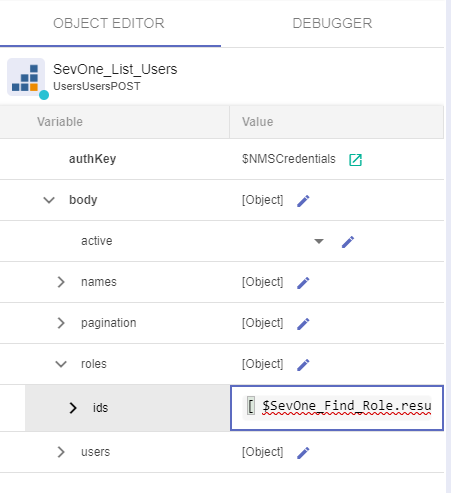 OBJECT EDITOR DEBUGGER
SevOne_List_Users
UsersUsersPOST
Variable Value
authKey $NMSCredentials
body [Object]
active
names [Object]
pagination [Object]
roles [Object]
ids [ $SevOne_Find_Role.resu
users [Object]